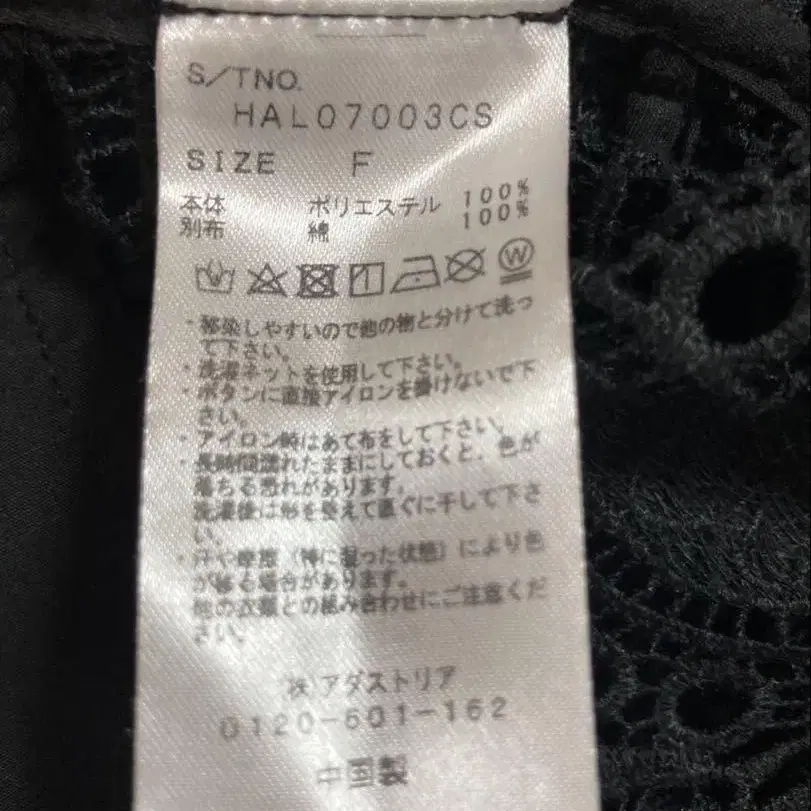 S/TNO.
HAL07003CS
SIZE F
本体 ポリエステル 100%
別布 綿 100%
W
・移染しやすいので他の物と分けて洗っ
て下さい。
・洗濯ネットを使用して下さい。
・ボタンに直接アイロンを掛けないで下
さい。
・アイロン時はあて布をして下さい。
・長時間濡れたままにしておくと、色が
落ちる恐れがあります。
洗濯後は形を整えて直ぐに干して下さ
い。
・汗や摩擦(特に湿った状態)により色
が移る場合があります。
他の衣類との組み合わせにご注意くだ
さい。
㈱アダストリア
0120-601-162
中国製